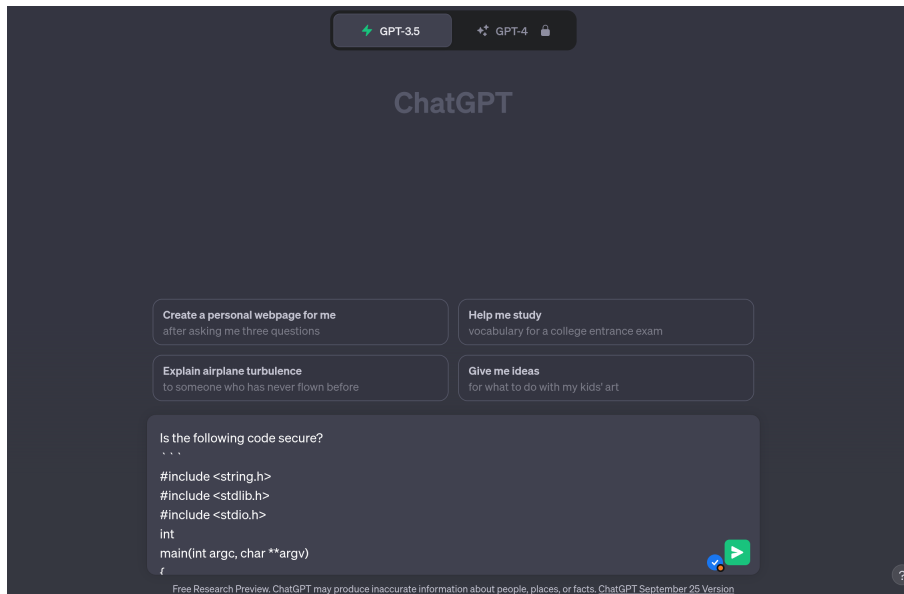 GPT-3.5
GPT-4
ChatGPT
Create a personal webpage for me
after asking me three questions
Help me study
vocabulary for a college entrance exam
Explain airplane turbulence
to someone who has never flown before
Give me ideas
for what to do with my kids' art
Is the following code secure?
```
#include <string.h>
#include <stdlib.h>
#include <stdio.h>
int
main(int argc, char **argv)
{
Free Research Preview. ChatGPT may produce inaccurate information about people, places, or facts. ChatGPT September 25 Version
?